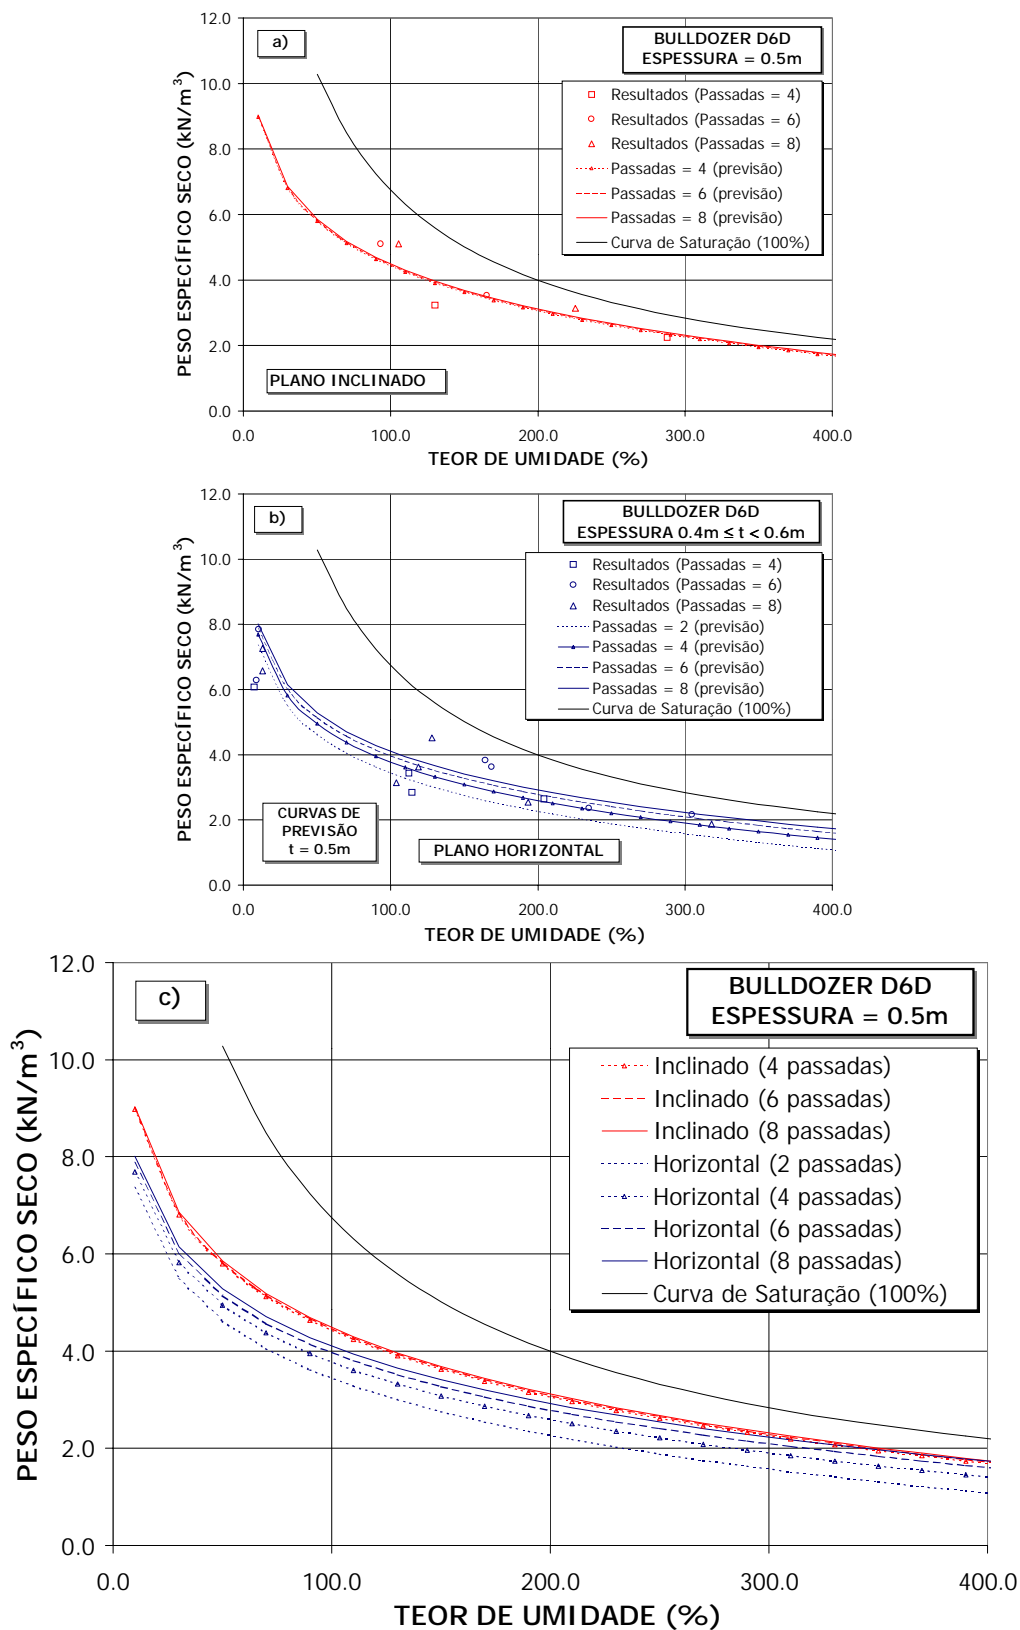 a)
BULLDOZER D6D
ESPESSURA = 0.5m
Resultados (Passadas = 4)
Resultados (Passadas = 6)
Resultados (Passadas = 8)
Passadas = 4 (previsão)
Passadas = 6 (previsão)
Passadas = 8 (previsão)
Curva de Saturação (100%)
PLANO INCLINADO
PESO ESPECÍFICO SECO (kN/m³)
12.0
10.0
8.0
6.0
4.0
2.0
0.0
0.0 100.0 200.0 300.0 400.0
TEOR DE UMIDADE (%)
b)
BULLDOZER D6D
ESPESSURA 0.4m ≤ t < 0.6m
Resultados (Passadas = 4)
Resultados (Passadas = 6)
Resultados (Passadas = 8)
Passadas = 2 (previsão)
Passadas = 4 (previsão)
Passadas = 6 (previsão)
Passadas = 8 (previsão)
Curva de Saturação (100%)
CURVAS DE
PREVISÃO
t = 0.5m
PLANO HORIZONTAL
PESO ESPECÍFICO SECO (kN/m³)
12.0
10.0
8.0
6.0
4.0
2.0
0.0
0.0 100.0 200.0 300.0 400.0
TEOR DE UMIDADE (%)
c)
BULLDOZER D6D
ESPESSURA = 0.5m
Inclinado (4 passadas)
Inclinado (6 passadas)
Inclinado (8 passadas)
Horizontal (2 passadas)
Horizontal (4 passadas)
Horizontal (6 passadas)
Horizontal (8 passadas)
Curva de Saturação (100%)
PESO ESPECÍFICO SECO (kN/m³)
12.0
10.0
8.0
6.0
4.0
2.0
0.0
0.0 100.0 200.0 300.0 400.0
TEOR DE UMIDADE (%)